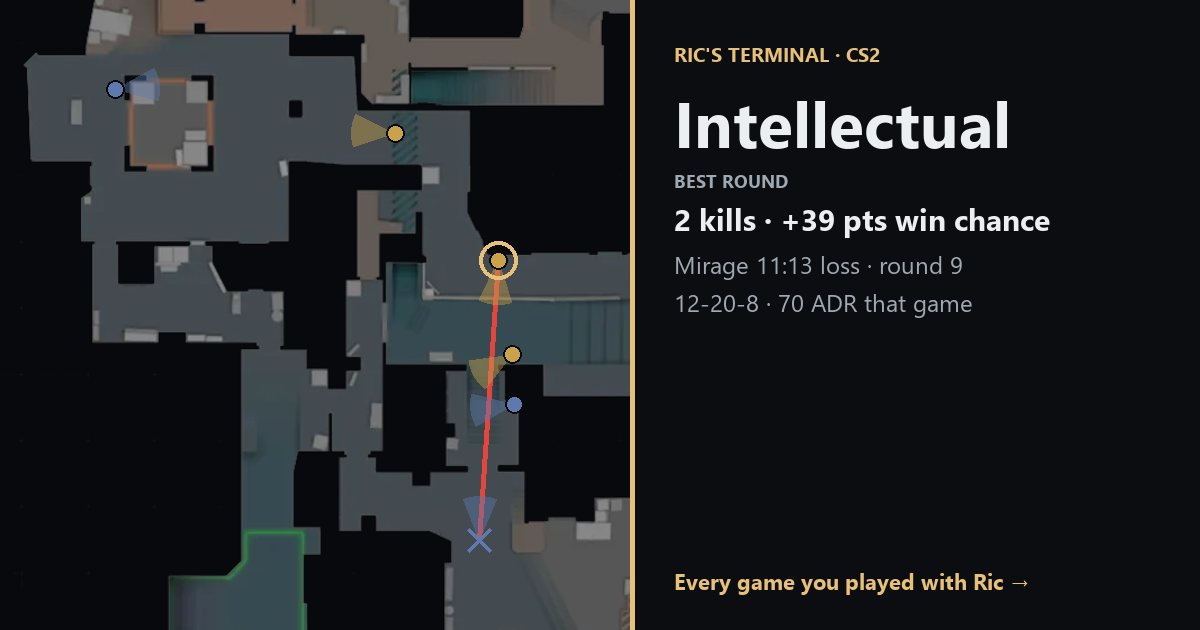 RIC'S TERMINAL · CS2
Intellectual
BEST ROUND
2 kills · +39 pts win chance
Mirage 11:13 loss · round 9
12-20-8 · 70 ADR that game
Every game you played with Ric →